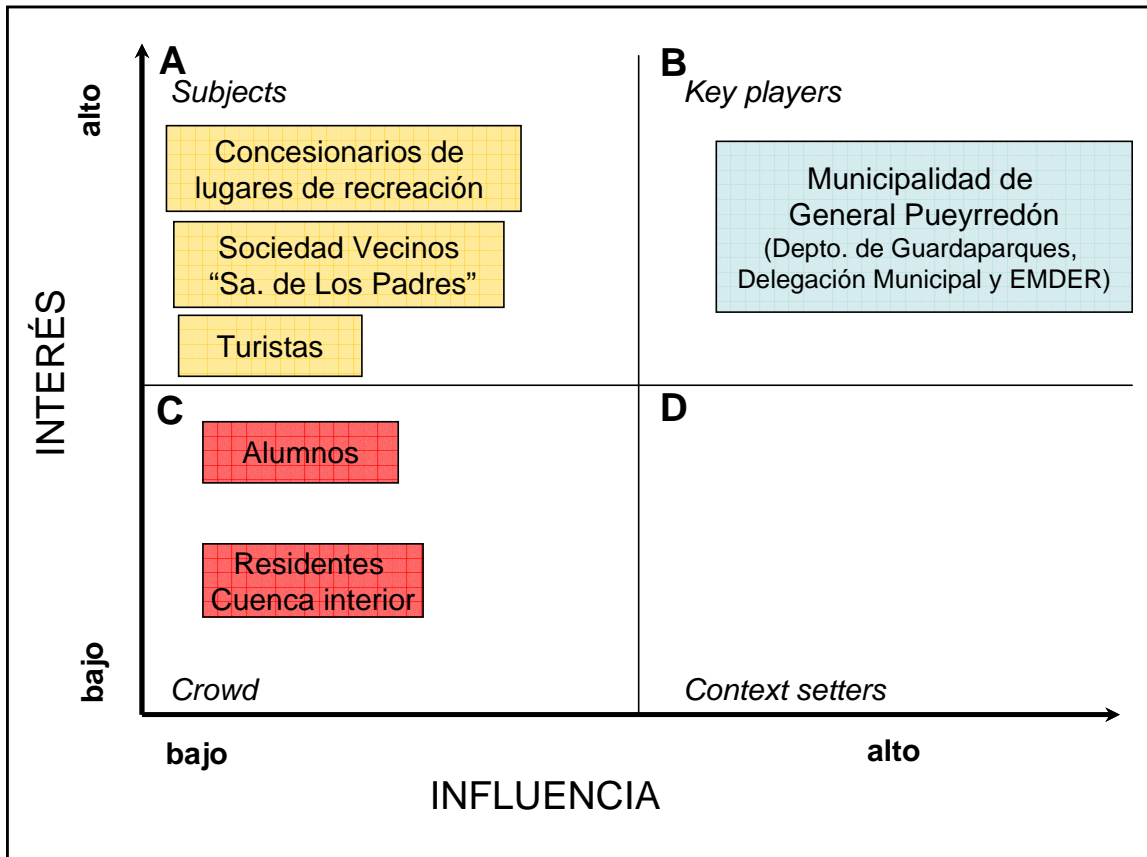 A
Subjects
Concesionarios de
lugares de recreación
Sociedad Vecinos
“Sa. de Los Padres”
Turistas
B
Key players
Municipalidad de
General Pueyrredón
(Depto. de Guardaparques,
Delegación Municipal y EMDER)
C
Alumnos
Residentes
Cuenca interior
Crowd
D
Context setters
alto
INTERÉS
bajo
bajo
alto
INFLUENCIA